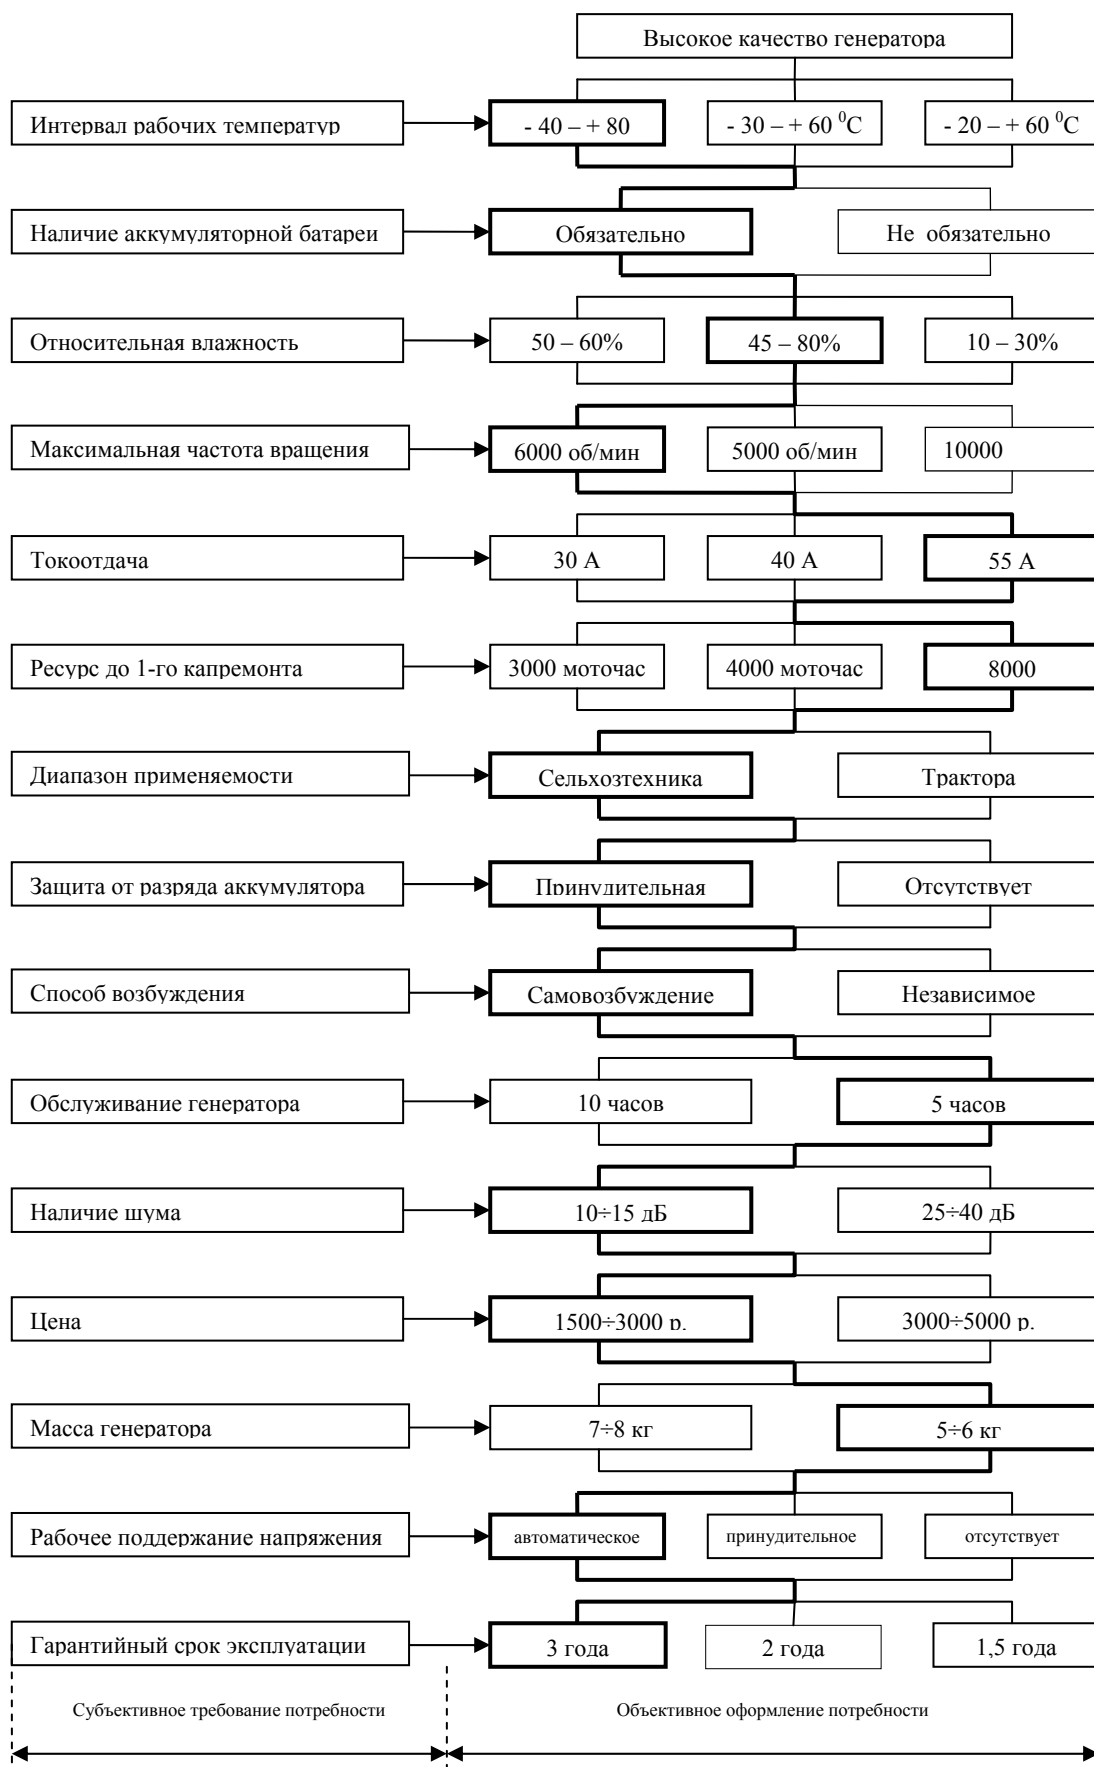 Высокое качество генератора
Интервал рабочих температур
- 40 – + 80
- 30 – + 60 ⁰С
- 20 – + 60 ⁰С
Наличие аккумуляторной батареи
Обязательно
Не обязательно
Относительная влажность
50 – 60%
45 – 80%
10 – 30%
Максимальная частота вращения
6000 об/мин
5000 об/мин
10000
Токоотдача
30 А
40 А
55 А
Ресурс до 1-го капремонта
3000 моточас
4000 моточас
8000
Диапазон применяемости
Сельхозтехника
Трактора
Защита от разряда аккумулятора
Принудительная
Отсутствует
Способ возбуждения
Самовозбуждение
Независимое
Обслуживание генератора
10 часов
5 часов
Наличие шума
10÷15 дБ
25÷40 дБ
Цена
1500÷3000 р.
3000÷5000 р.
Масса генератора
7÷8 кг
5÷6 кг
Рабочее поддержание напряжения
автоматическое
принудительное
отсутствует
Гарантийный срок эксплуатации
3 года
2 года
1,5 года
Субъективное требование потребности
Объективное оформление потребности